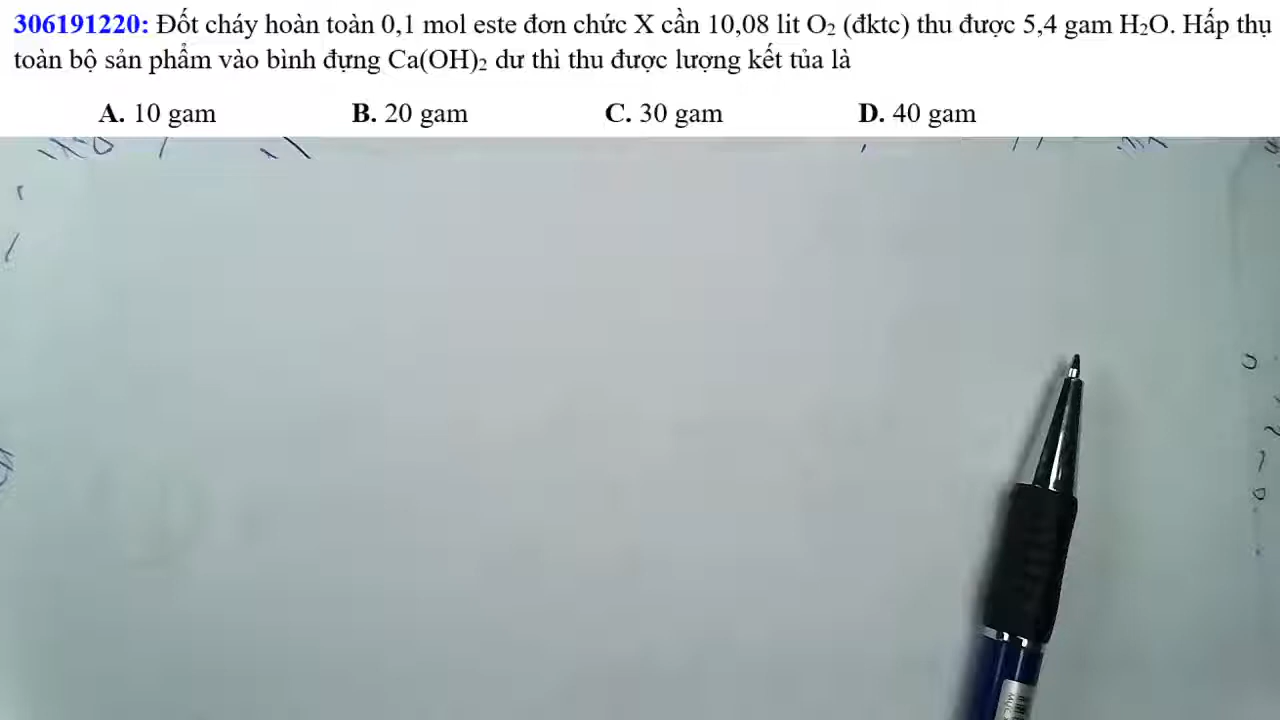 306191220: Đốt cháy hoàn toàn 0,1 mol este đơn chức X cần 10,08 lit O₂ (đktc) thu được 5,4 gam H₂O. Hấp thụ
toàn bộ sản phẩm vào bình đựng Ca(OH)₂ dư thì thu được lượng kết tủa là
A. 10 gam B. 20 gam C. 30 gam D. 40 gam